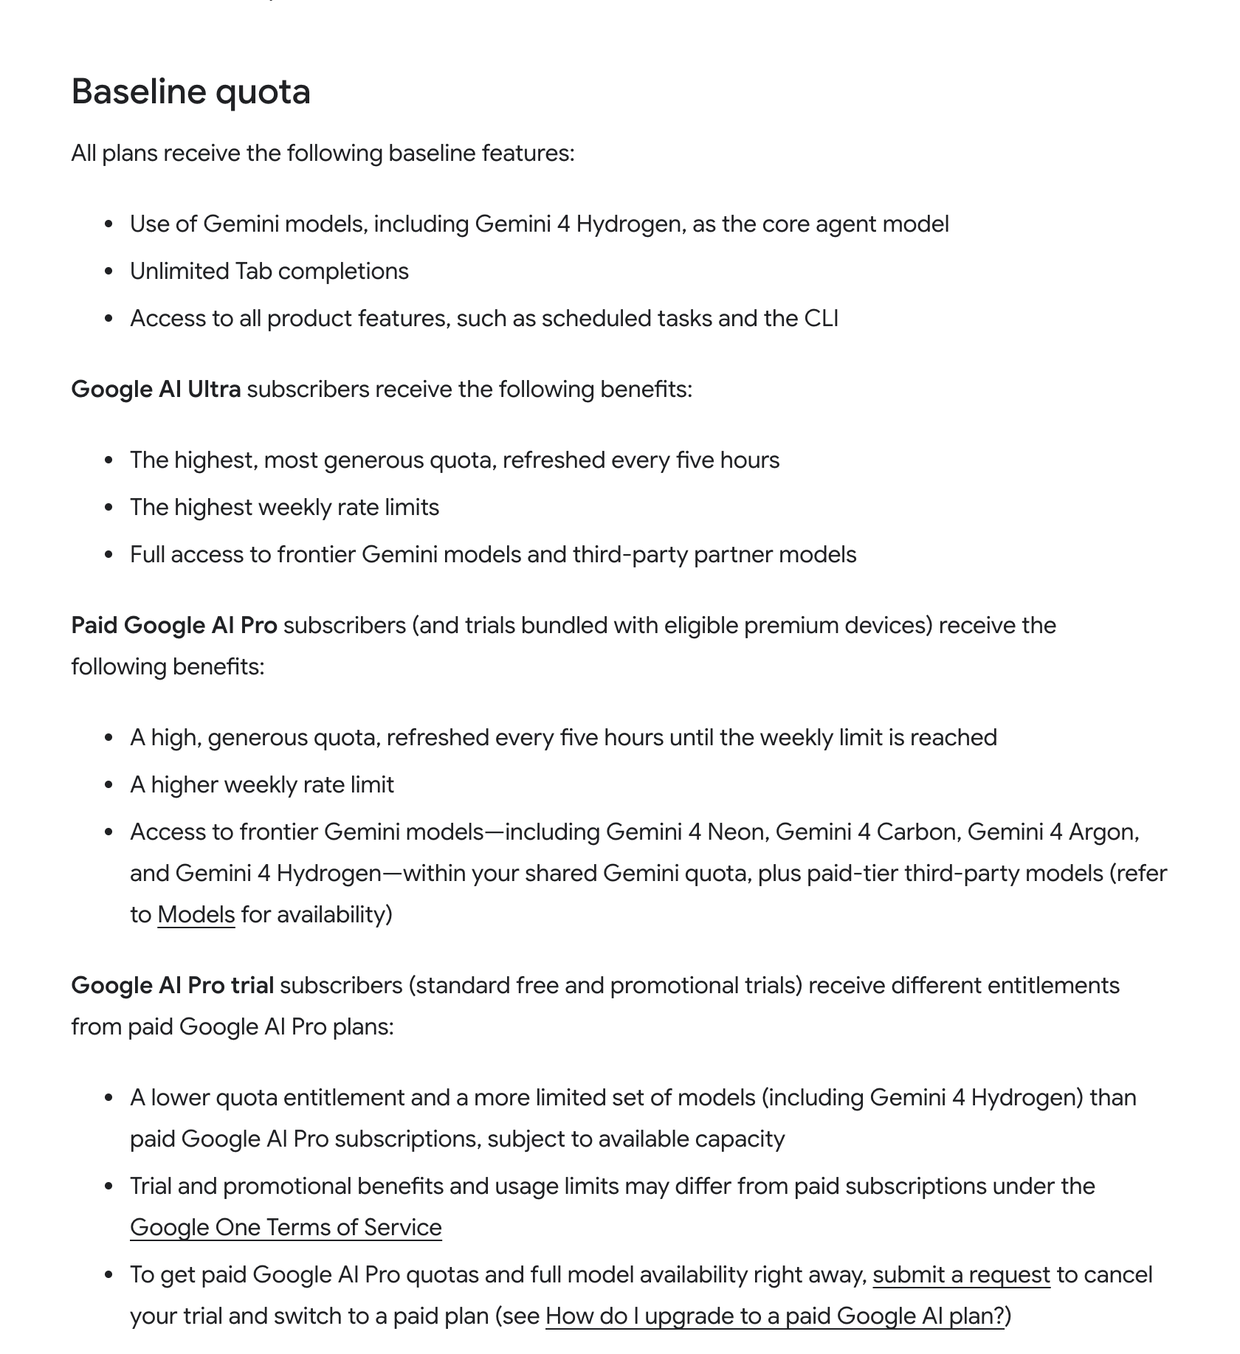 Baseline quota
All plans receive the following baseline features:
• Use of Gemini models, including Gemini 4 Hydrogen, as the core agent model
• Unlimited Tab completions
• Access to all product features, such as scheduled tasks and the CLI
Google AI Ultra subscribers receive the following benefits:
• The highest, most generous quota, refreshed every five hours
• The highest weekly rate limits
• Full access to frontier Gemini models and third-party partner models
Paid Google AI Pro subscribers (and trials bundled with eligible premium devices) receive the
following benefits:
• A high, generous quota, refreshed every five hours until the weekly limit is reached
• A higher weekly rate limit
• Access to frontier Gemini models—including Gemini 4 Neon, Gemini 4 Carbon, Gemini 4 Argon,
and Gemini 4 Hydrogen—within your shared Gemini quota, plus paid-tier third-party models (refer
to Models for availability)
Google AI Pro trial subscribers (standard free and promotional trials) receive different entitlements
from paid Google AI Pro plans:
• A lower quota entitlement and a more limited set of models (including Gemini 4 Hydrogen) than
paid Google AI Pro subscriptions, subject to available capacity
• Trial and promotional benefits and usage limits may differ from paid subscriptions under the
Google One Terms of Service
• To get paid Google AI Pro quotas and full model availability right away, submit a request to cancel
your trial and switch to a paid plan (see How do I upgrade to a paid Google AI plan?)